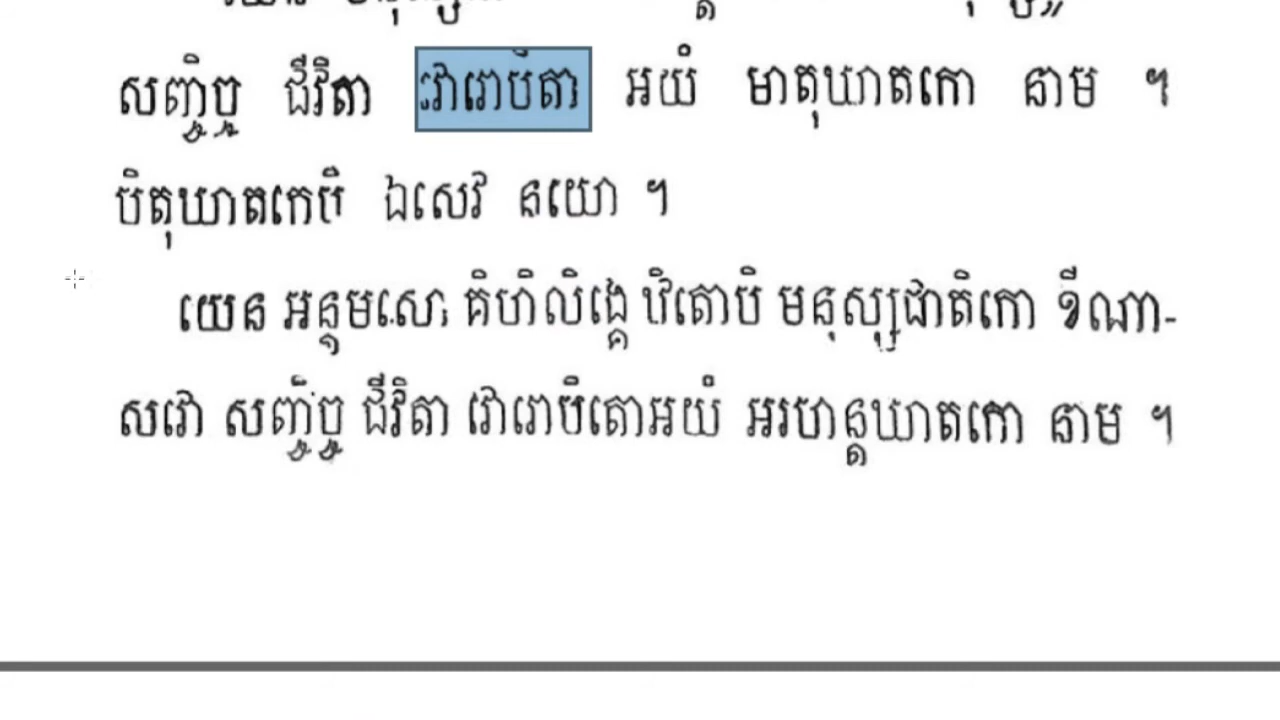 សញ្ចិច្ច ជីវិតា វោរោបិតា អយំ មាតុឃាតកោ នាម ។
បិតុឃាតកេបិ ឯសេវ នយោ ។
យេន អន្តមសោ គិហិលិង្គេ ឋិតោបិ មនុស្សជាតិកោ ខីណា-
សវោ សញ្ចិច្ច ជីវិតា វោរោបិតោអយំ អរហន្តឃាតកោ នាម ។